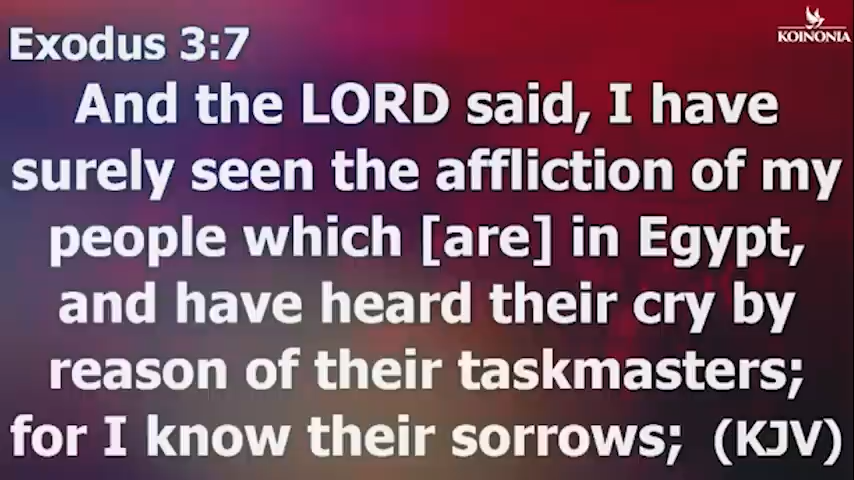 Exodus 3:7
KOINONIA
And the LORD said, I have
surely seen the affliction of my
people which [are] in Egypt,
and have heard their cry by
reason of their taskmasters;
for I know their sorrows; (KJV)